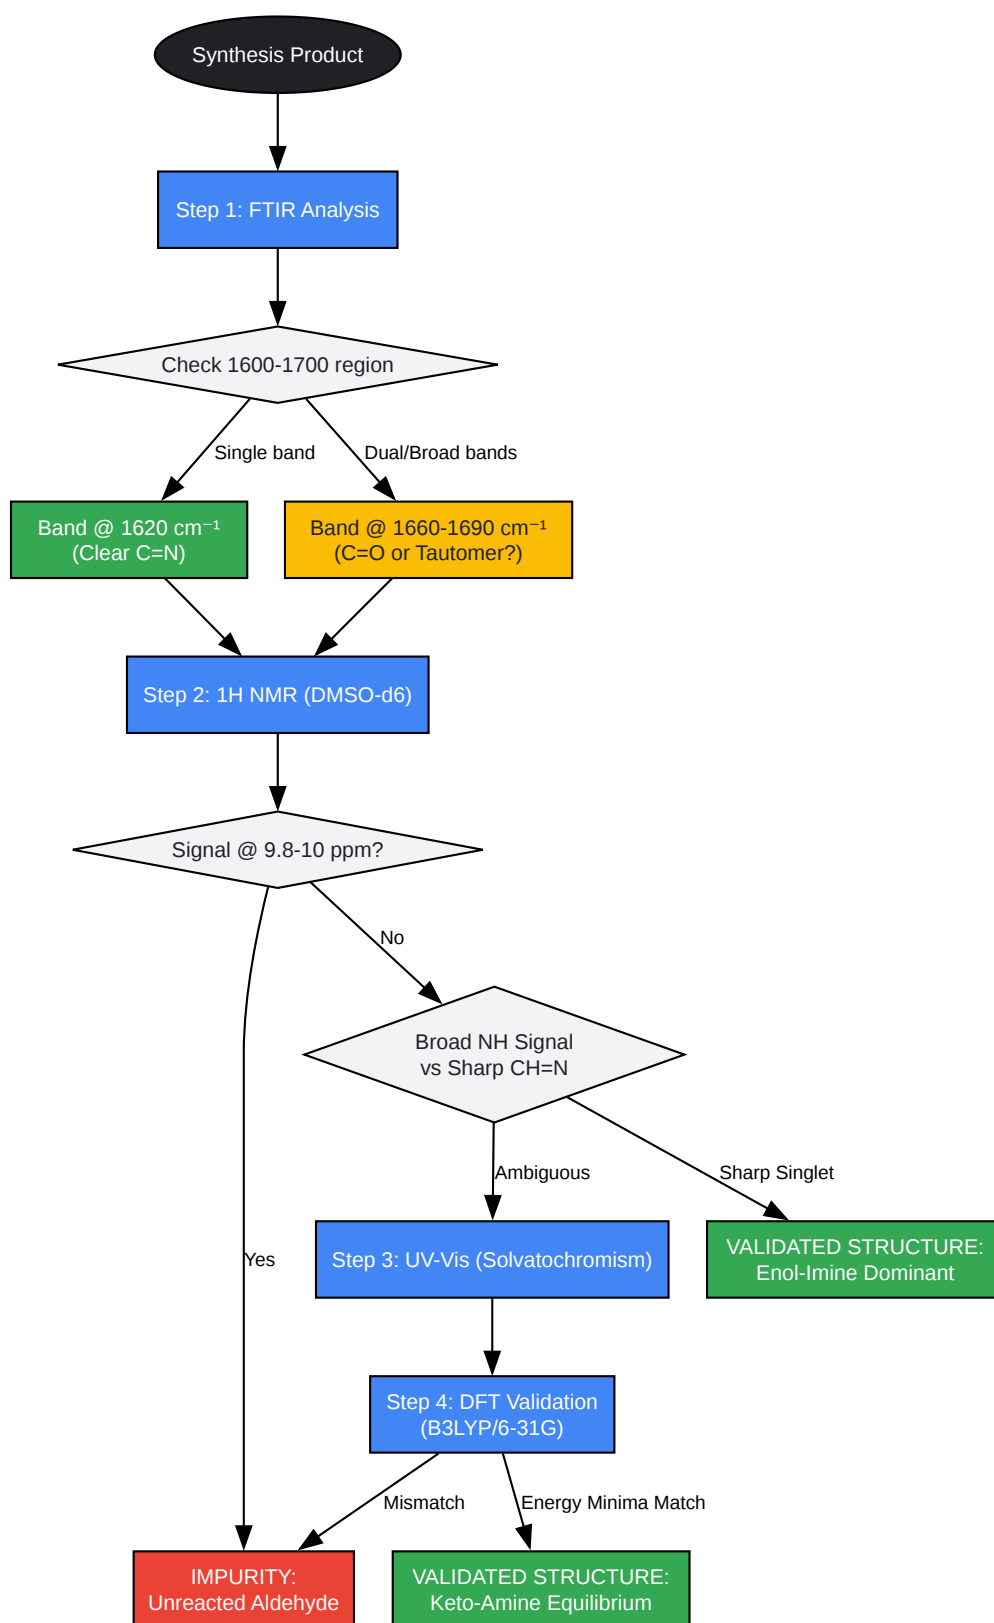 Synthesis Product
Step 1: FTIR Analysis
Check 1600-1700 region
Single band
Dual/Broad bands
Band @ 1620 cm⁻¹
(Clear C=N)
Band @ 1660-1690 cm⁻¹
(C=O or Tautomer?)
Step 2: 1H NMR (DMSO-d6)
Signal @ 9.8-10 ppm?
No
Broad NH Signal
vs Sharp CH=N
Ambiguous
Sharp Singlet
Yes
Step 3: UV-Vis (Solvatochromism)
VALIDATED STRUCTURE:
Enol-Imine Dominant
Step 4: DFT Validation
(B3LYP/6-31G)
Mismatch
Energy Minima Match
IMPURITY:
Unreacted Aldehyde
VALIDATED STRUCTURE:
Keto-Amine Equilibrium